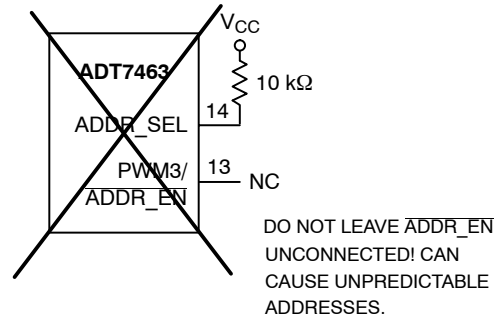 VCC
ADT7463
10 kΩ
14
ADDR_SEL
PWM3/
13
NC
ADDR_EN
DO NOT LEAVE ADDR_EN
UNCONNECTED! CAN
CAUSE UNPREDICTABLE
ADDRESSES.